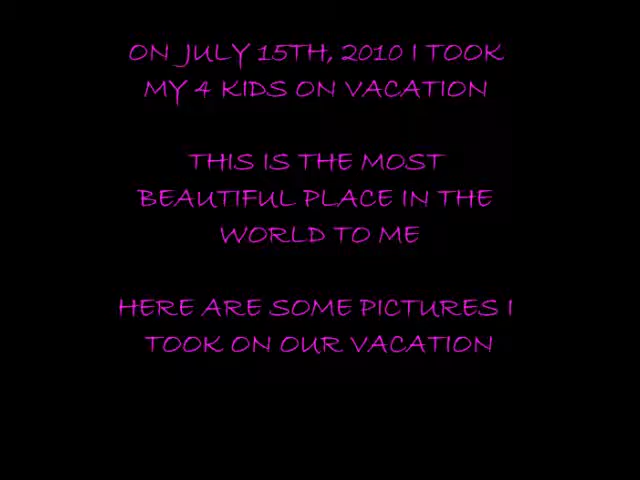 ON JULY 15TH, 2010 I TOOK
MY 4 KIDS ON VACATION
THIS IS THE MOST
BEAUTIFUL PLACE IN THE
WORLD TO ME
HERE ARE SOME PICTURES I
TOOK ON OUR VACATION